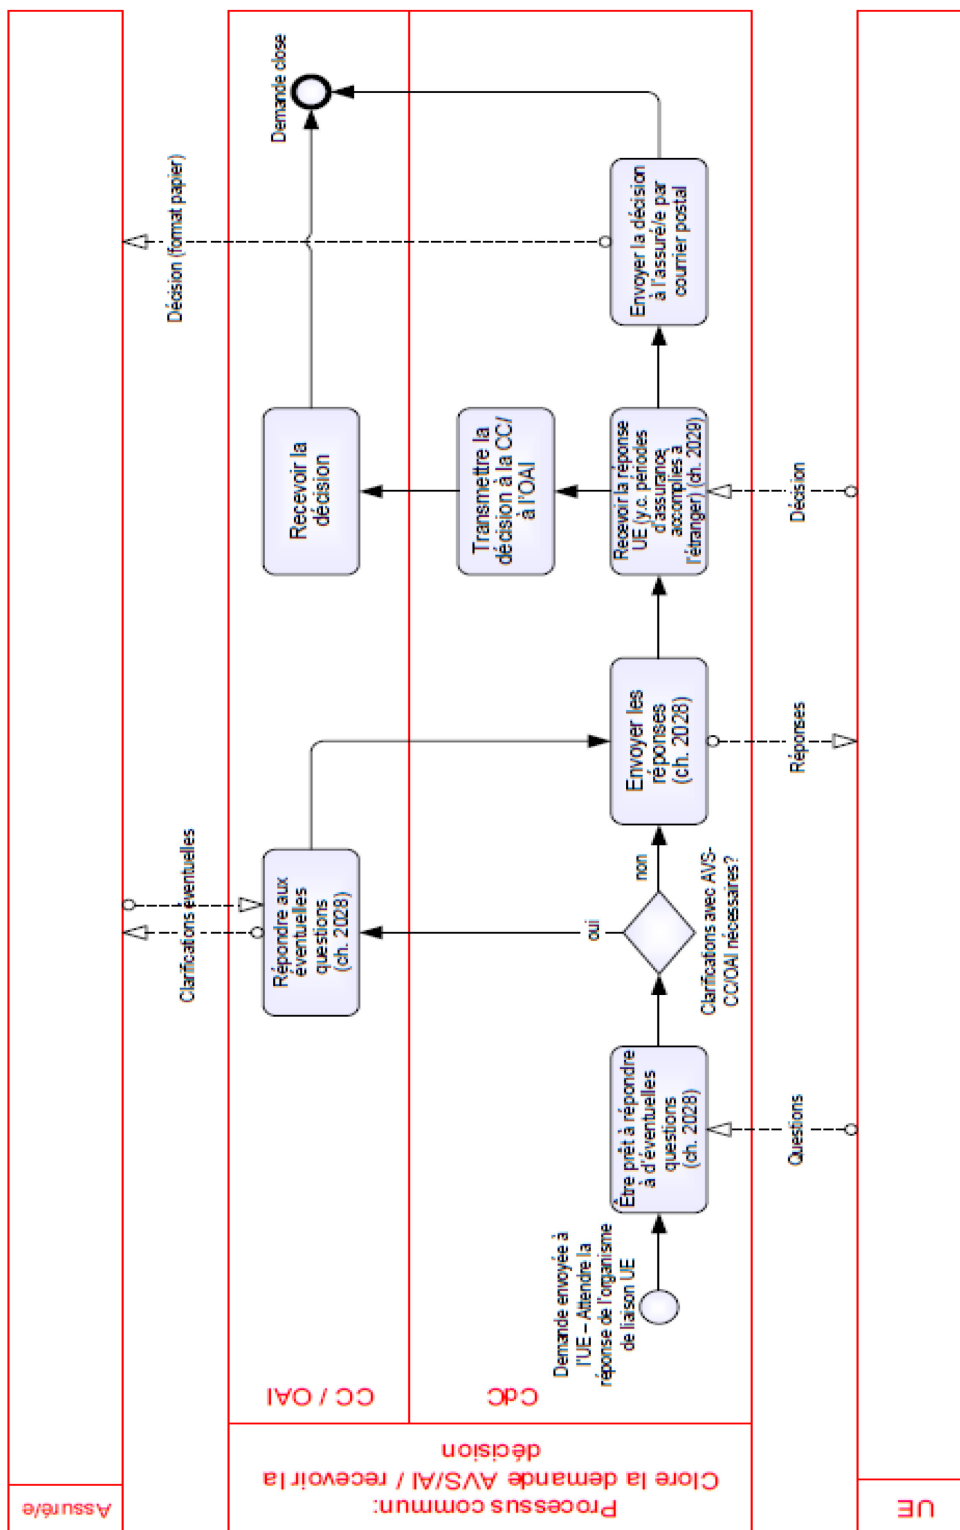 Assuré/e
Processus commun:
Clore la demande AVS/AI / recevoir la
décision
CC / OAI
CdC
UE
Demande envoyée à
l'UE – Attendre la
réponse de l'organisme
de liaison UE
Être prêt à répondre
à d'éventuelles
questions
(ch. 2028)
Questions
Clarifications avec AVS-
CC/OAI nécessaires?
oui
non
Répondre aux
éventuelles
questions
(ch. 2028)
Clarifications éventuelles
Envoyer les
réponses
(ch. 2028)
Réponses
Recevoir la réponse
UE (y.c. périodes
d'assurance
accomplies à
l'étranger) (ch. 2029)
Décision
Transmettre la
décision à la CC/
à l'OAI
Recevoir la
décision
Envoyer la décision
à l'assuré/e par
courrier postal
Décision (format papier)
Demande close